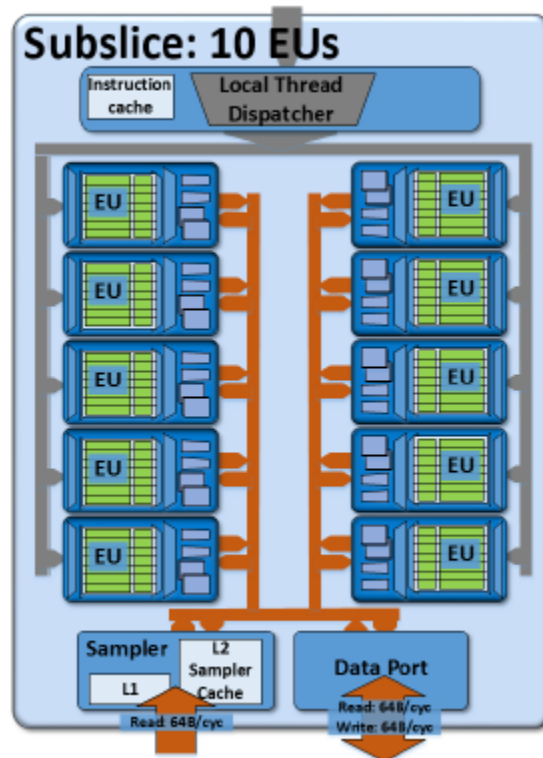 Subslice: 10 EUs
Instruction
cache
Local Thread
Dispatcher
EU
EU
EU
EU
EU
EU
EU
EU
EU
EU
Sampler
L1
L2
Sampler
Cache
Read: 64B/cyc
Data Port
Read: 64B/cyc
Write: 64B/cyc